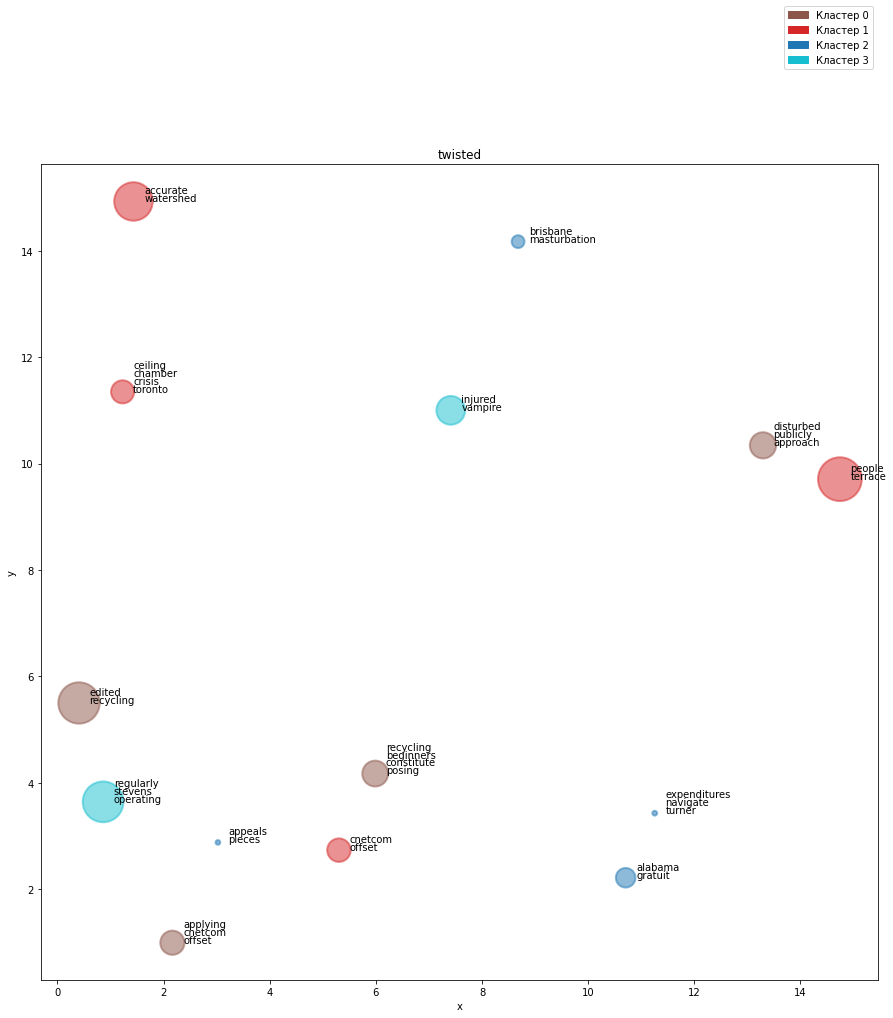 Кластер 0
Кластер 1
Кластер 2
Кластер 3
twisted
accurate
watershed
brisbane
masturbation
ceiling
chamber
crisis
toronto
injured
vampire
disturbed
publicly
approach
people
terrace
edited
recycling
recycling
beginners
constitute
posing
regularly
stevens
operating
expenditures
navigate
turner
appeals
pieces
cnetcom
offset
alabama
gratuit
applying
cnetcom
offset
14
12
10
8
6
4
2
y
0 2 4 6 8 10 12 14
x